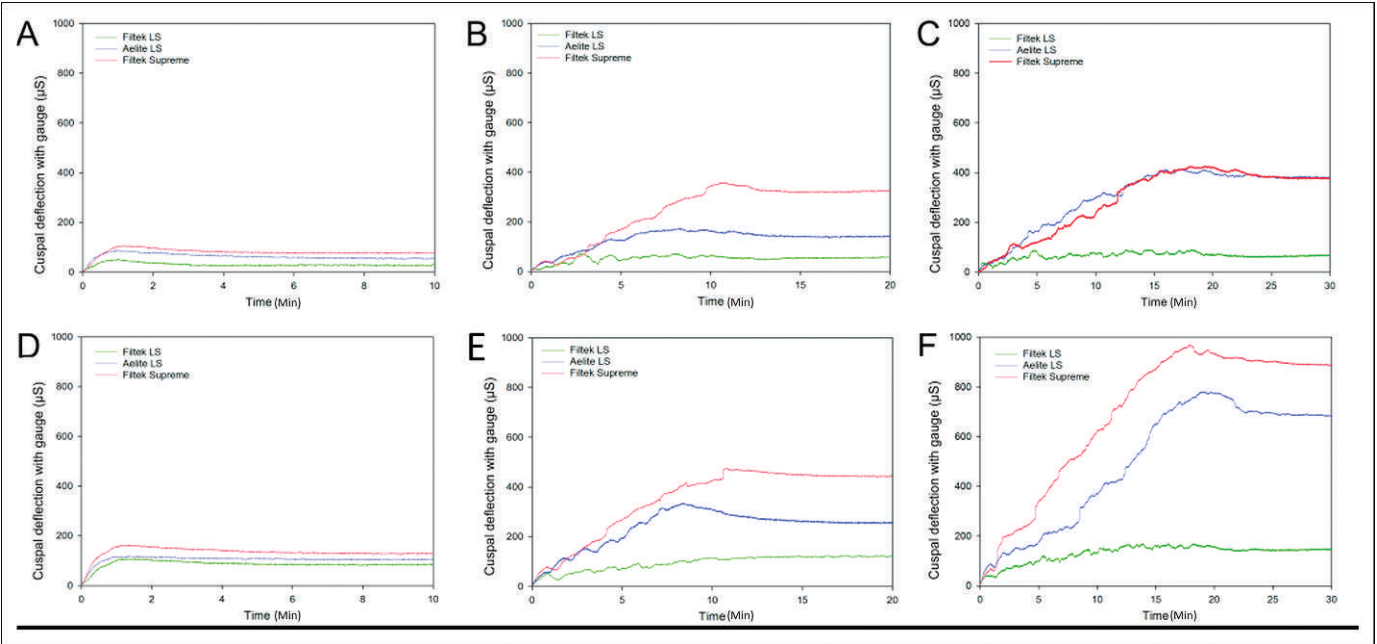 A
Cuspal deflection with gauge (µS)
1000
800
600
400
200
0
Filtek LS
Aelite LS
Filtek Supreme
0 2 4 6 8 10
Time (Min)
B
Cuspal deflection with gauge (µS)
1000
800
600
400
200
0
Filtek LS
Aelite LS
Filtek Supreme
0 5 10 15 20
Time (Min)
C
Cuspal deflection with gauge (µS)
1000
800
600
400
200
0
Filtek LS
Aelite LS
Filtek Supreme
0 5 10 15 20 25 30
Time (Min)
D
Cuspal deflection with gauge (µS)
1000
800
600
400
200
0
Filtek LS
Aelite LS
Filtek Supreme
0 2 4 6 8 10
Time (Min)
E
Cuspal deflection with gauge (µS)
1000
800
600
400
200
0
Filtek LS
Aelite LS
Filtek Supreme
0 5 10 15 20
Time (Min)
F
Cuspal deflection with gauge (µS)
1000
800
600
400
200
0
Filtek LS
Aelite LS
Filtek Supreme
0 5 10 15 20 25 30
Time (Min)